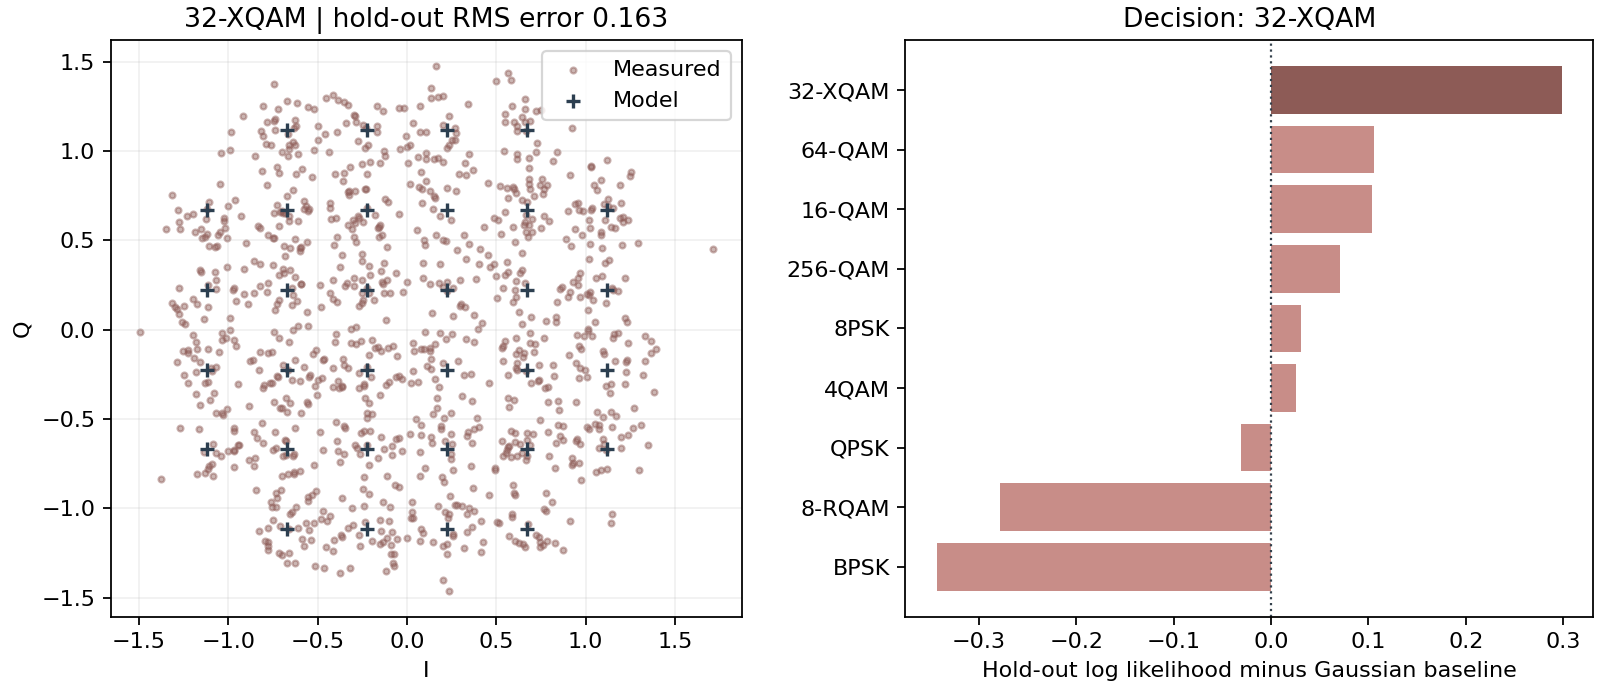 32-XQAM | hold-out RMS error 0.163
Measured
Model
1.5
1.0
0.5
0.0
−0.5
−1.0
−1.5
Q
−1.5 −1.0 −0.5 0.0 0.5 1.0 1.5
I
Decision: 32-XQAM
32-XQAM
64-QAM
16-QAM
256-QAM
8PSK
4QAM
QPSK
8-RQAM
BPSK
−0.3 −0.2 −0.1 0.0 0.1 0.2 0.3
Hold-out log likelihood minus Gaussian baseline